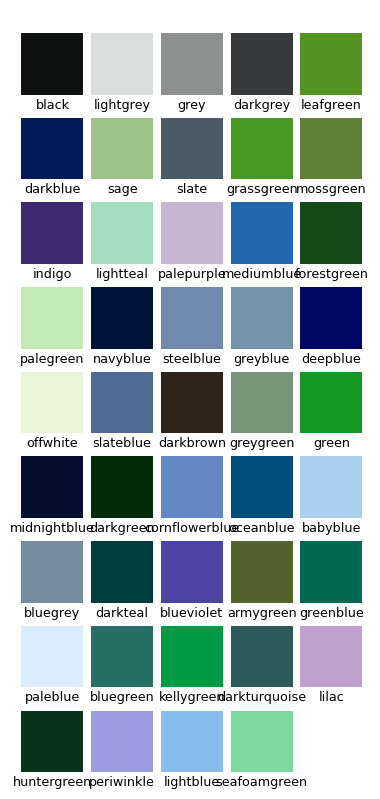 black lightgrey grey darkgrey leafgreen
darkblue sage slate grassgreen mossgreen
indigo lightteal palepurple mediumblue forestgreen
palegreen navyblue steelblue greyblue deepblue
offwhite slateblue darkbrown greygreen green
midnightblue darkgreen cornflowerblue oceanblue babyblue
bluegrey darkteal blueviolet armygreen greenblue
paleblue bluegreen kellygreen darkturquoise lilac
huntergreen periwinkle lightblue seafoamgreen